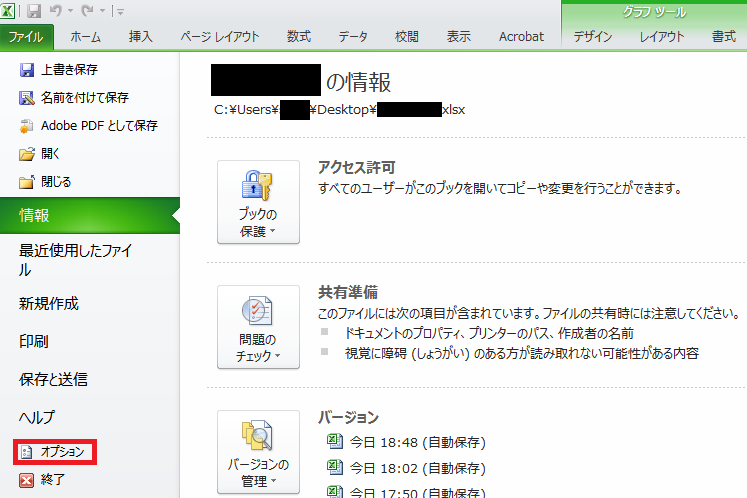 グラフ ツール
ファイル ホーム 挿入 ページ レイアウト 数式 データ 校閲 表示 Acrobat デザイン レイアウト 書式
上書き保存
名前を付けて保存
Adobe PDF として保存
開く
閉じる
情報
最近使用したファイ
ル
新規作成
印刷
保存と送信
ヘルプ
オプション
終了
の情報
C:¥Users¥ ¥Desktop¥ xlsx
ブックの
保護
アクセス許可
すべてのユーザーがこのブックを開いてコピーや変更を行うことができます。
問題の
チェック
共有準備
このファイルには次の項目が含まれています。ファイルの共有時には注意してください。
ドキュメントのプロパティ、プリンターのパス、作成者の名前
視覚に障碍 (しょうがい) のある方が読み取れない可能性がある内容
バージョンの
管理
バージョン
今日 18:48 (自動保存)
今日 18:02 (自動保存)
今日 17:50 (自動保存)